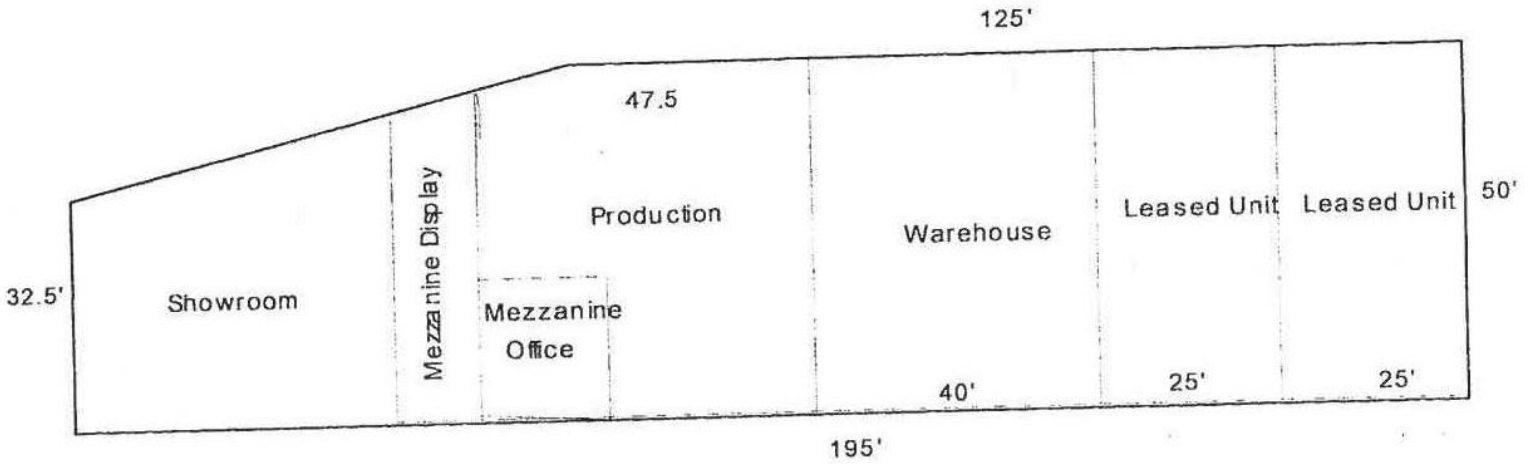 125'
47.5
Mezzanine Display
Production
Leased Unit
Leased Unit
50'
Warehouse
32.5'
Showroom
Mezzanine
Office
40'
25'
25'
195'